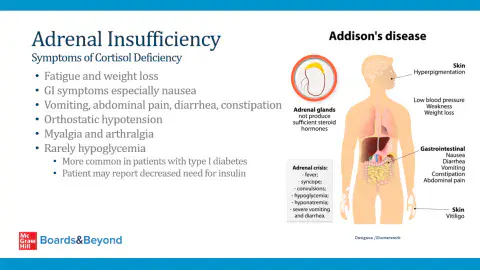 Adrenal Insufficiency
Symptoms of Cortisol Deficiency
• Fatigue and weight loss
• GI symptoms especially nausea
• Vomiting, abdominal pain, diarrhea, constipation
• Orthostatic hypotension
• Myalgia and arthralgia
• Rarely hypoglycemia
• More common in patients with type I diabetes
• Patient may report decreased need for insulin
Addison's disease
Adrenal glands
not produce
sufficient steroid
hormones
Adrenal crisis:
- fever;
- syncope;
- convulsions;
- hypoglycemia;
- hyponatremia;
- severe vomiting
and diarrhea.
Skin
Hyperpigmentation
Low blood pressure
Weakness
Weight loss
Gastrointestinal
Nausea
Diarrhea
Vomiting
Constipation
Abdominal pain
Skin
Vitiligo
Designua /Shutterstock
Mc
Graw
Hill
Boards&Beyond